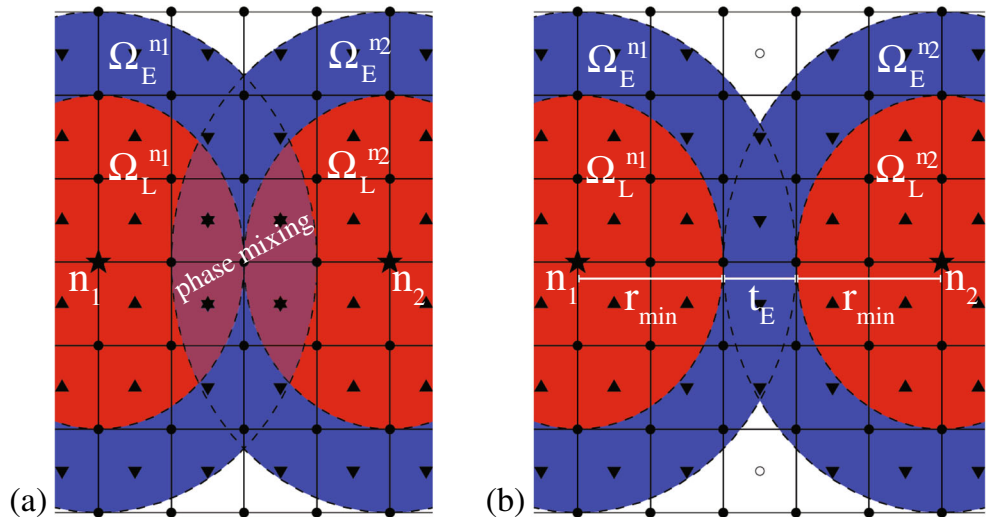 Ω_E^n1 Ω_E^n2
Ω_L^n1 Ω_L^n2
phase mixing
n_1 n_2
(a)
Ω_E^n1 Ω_E^n2
Ω_L^n1 Ω_L^n2
n_1 n_2
r_min t_E r_min
(b)